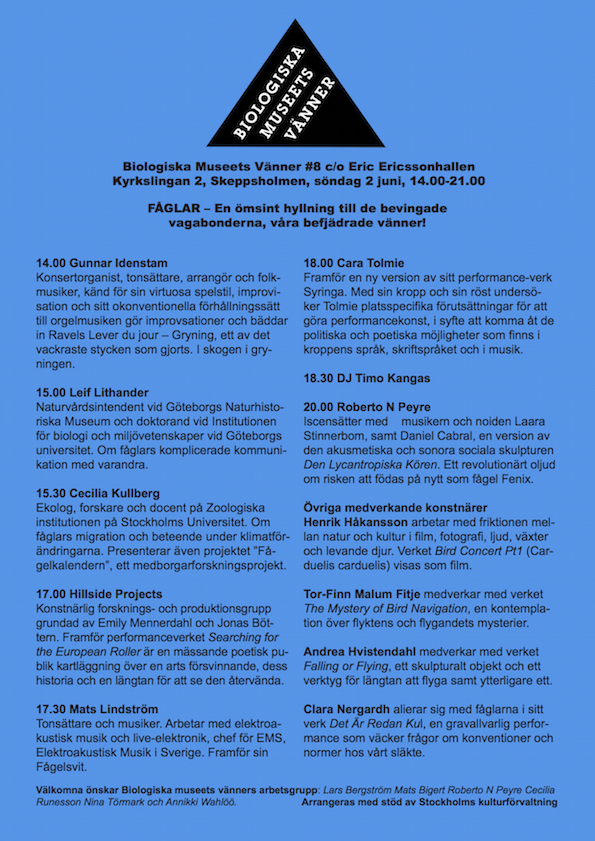 BIOLOGISKA
MUSEETS
VÄNNER
Biologiska Museets Vänner #8 c/o Eric Ericssonhallen
Kyrkslingan 2, Skeppsholmen, söndag 2 juni, 14.00-21.00
FÅGLAR – En ömsint hyllning till de bevingade
vagabonderna, våra befjädrade vänner!
14.00 Gunnar Idenstam
Konsertorganist, tonsättare, arrangör och folk-
musiker, känd för sin virtuosa spelstil, improvi-
sation och sitt okonventionella förhållningssätt
till orgelmusiken gör improvsationer och bäddar
in Ravels Lever du jour – Gryning, ett av det
vackraste stycken som gjorts. I skogen i gry-
ningen.
15.00 Leif Lithander
Naturvårdsintendent vid Göteborgs Naturhisto-
riska Museum och doktorand vid Institutionen
för biologi och miljövetenskaper vid Göteborgs
universitet. Om fåglars komplicerade kommuni-
kation med varandra.
15.30 Cecilia Kullberg
Ekolog, forskare och docent på Zoologiska
institutionen på Stockholms Universitet. Om
fåglars migration och beteende under klimatför-
ändringarna. Presenterar även projektet ”Få-
gelkalendern”, ett medborgarforskningsprojekt.
17.00 Hillside Projects
Konstnärlig forsknings- och produktionsgrupp
grundad av Emily Mennerdahl och Jonas Böt-
tern. Framför performanceverket Searching for
the European Roller är en mässande poetisk pu-
blik kartläggning över en arts försvinnande, dess
historia och en längtan för att se den återvända.
17.30 Mats Lindström
Tonsättare och musiker. Arbetar med elektroa-
kustisk musik och live-elektronik, chef för EMS,
Elektroakustisk Musik i Sverige. Framför sin
Fågelsvit.
18.00 Cara Tolmie
Framför en ny version av sitt performance-verk
Syringa. Med sin kropp och sin röst undersö-
ker Tolmie platsspecifika förutsättningar för att
göra performancekonst, i syfte att komma åt de
politiska och poetiska möjligheter som finns i
kroppens språk, skriftspråket och i musik.
18.30 DJ Timo Kangas
20.00 Roberto N Peyre
Iscensätter med musikern och noiden Laara
Stinnerbom, samt Daniel Cabral, en version av
den akusmetiska och sonora sociala skulpturen
Den Lycantropiska Kören. Ett revolutionärt oljud
om risken att födas på nytt som fågel Fenix.
Övriga medverkande konstnärer
Henrik Håkansson arbetar med friktionen mel-
lan natur och kultur i film, fotografi, ljud, växter
och levande djur. Verket Bird Concert Pt1 (Car-
duelis carduelis) visas som film.
Tor-Finn Malum Fitje medverkar med verket
The Mystery of Bird Navigation, en kontempla-
tion över flyktens och flygandets mysterier.
Andrea Hvistendahl medverkar med verket
Falling or Flying, ett skulpturalt objekt och ett
verktyg för längtan att flyga samt ytterligare ett.
Clara Nergardh alierar sig med fåglarna i sitt
verk Det Är Redan Kul, en gravallvarlig perfor-
mance som väcker frågor om konventioner och
normer hos vårt släkte.
Välkomna önskar Biologiska museets vänners arbetsgrupp: Lars Bergström Mats Bigert Roberto N Peyre Cecilia
Runesson Nina Törmark och Annikki Wahlöö. Arrangeras med stöd av Stockholms kulturförvaltning